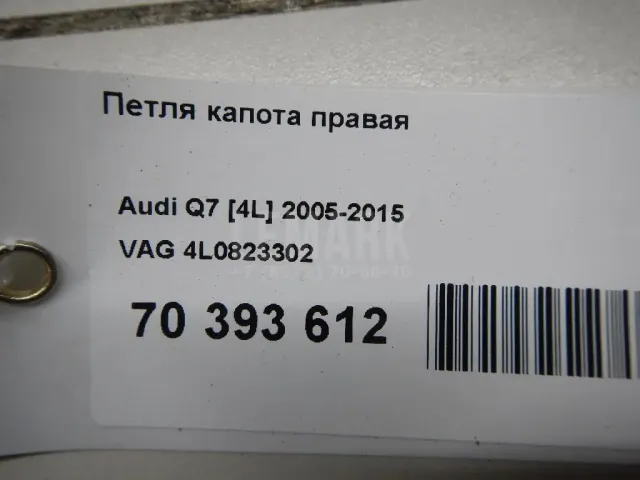 Петля капота правая
Audi Q7 [4L] 2005-2015
VAG 4L0823302
70 393 612